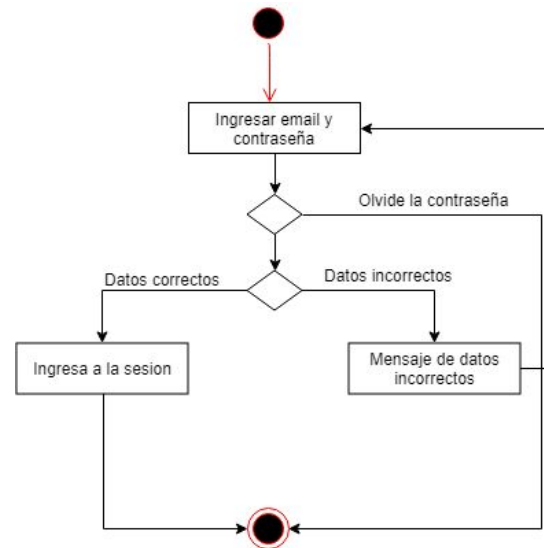 Ingresar email y
contraseña
Olvide la contraseña
Datos correctos
Datos incorrectos
Ingresa a la sesion
Mensaje de datos
incorrectos